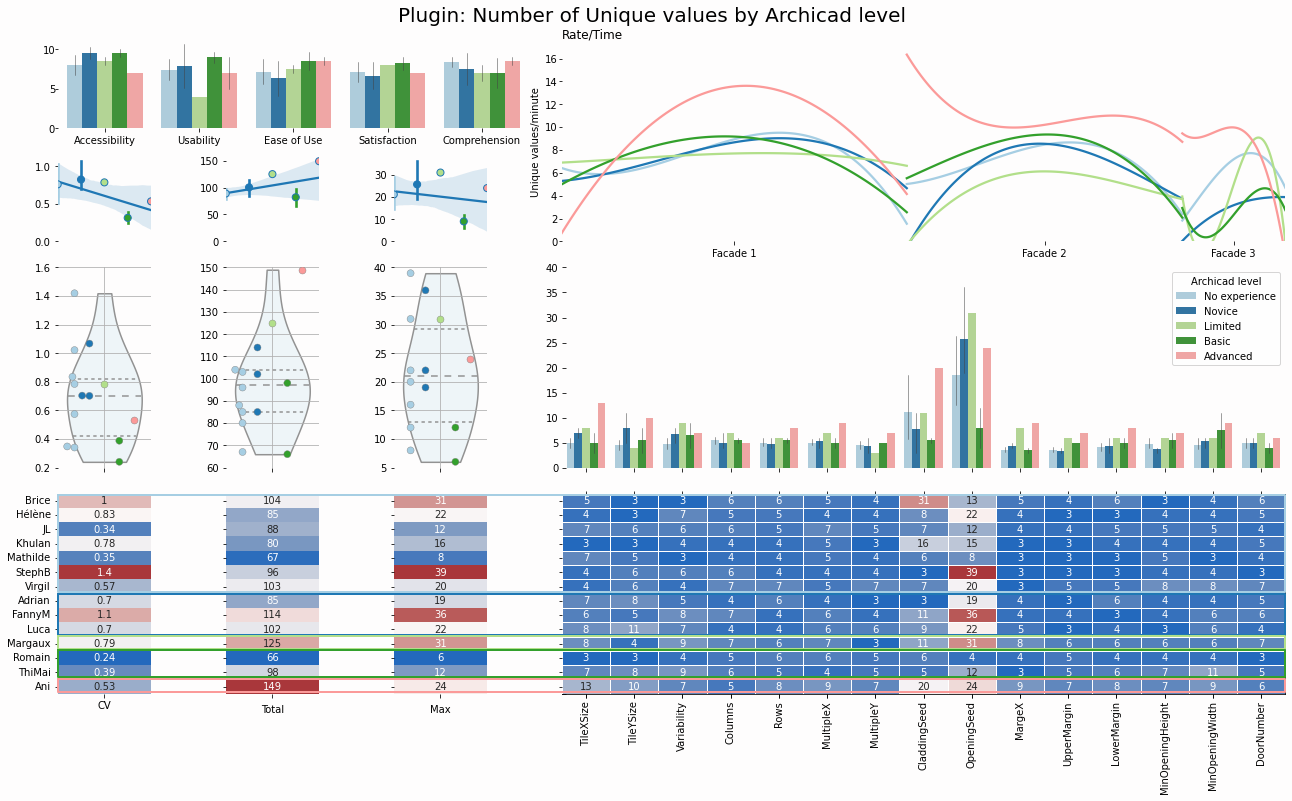 Plugin: Number of Unique values by Archicad level
Rate/Time
10
5
0
Accessibility Usability Ease of Use Satisfaction Comprehension
Unique values/minute
16
14
12
10
8
6
4
2
0
Facade 1 Facade 2 Facade 3
1.0
0.5
0.0
150
100
50
0
30
20
10
0
1.6
1.4
1.2
1.0
0.8
0.6
0.4
0.2
150
140
130
120
110
100
90
80
70
60
40
35
30
25
20
15
10
5
40
35
30
25
20
15
10
5
0
Archicad level
No experience
Novice
Limited
Basic
Advanced
Brice 1 104 31 5 3 3 6 6 5 4 31 13 5 4 6 3 4 6
Hélène 0.83 85 22 4 3 7 5 5 4 4 8 22 4 3 3 4 4 5
JL 0.34 88 12 7 6 6 6 5 7 5 7 12 4 4 5 5 5 4
Khulan 0.78 80 16 3 3 4 4 4 5 3 16 15 3 3 4 4 4 5
Mathilde 0.35 67 8 7 5 3 4 4 5 4 6 8 3 3 3 5 3 4
StephB 1.4 96 39 4 6 6 6 4 4 4 3 39 3 3 3 4 4 3
Virgil 0.57 103 20 4 4 6 7 7 5 7 7 20 3 5 5 8 8 7
Adrian 0.7 85 19 7 8 5 4 6 4 3 3 19 4 3 6 4 4 5
FannyM 1.1 114 36 6 5 8 7 4 6 4 11 36 4 4 3 4 6 6
Luca 0.7 102 22 8 11 7 4 4 6 6 9 22 5 3 4 3 6 4
Margaux 0.79 125 31 8 4 9 7 6 7 3 11 31 8 6 6 6 6 7
Romain 0.24 66 6 3 3 4 5 6 6 5 6 4 4 5 4 4 4 3
ThiMai 0.39 98 12 7 8 9 6 5 4 5 5 12 3 5 6 7 11 5
Ani 0.53 149 24 13 10 7 5 8 9 7 20 24 9 7 8 7 9 6
CV Total Max TileXSize TileYSize Variability Columns Rows MultipleX MultipleY CladdingSeed OpeningSeed MargeX UpperMargin LowerMargin MinOpeningHeight MinOpeningWidth DoorNumber